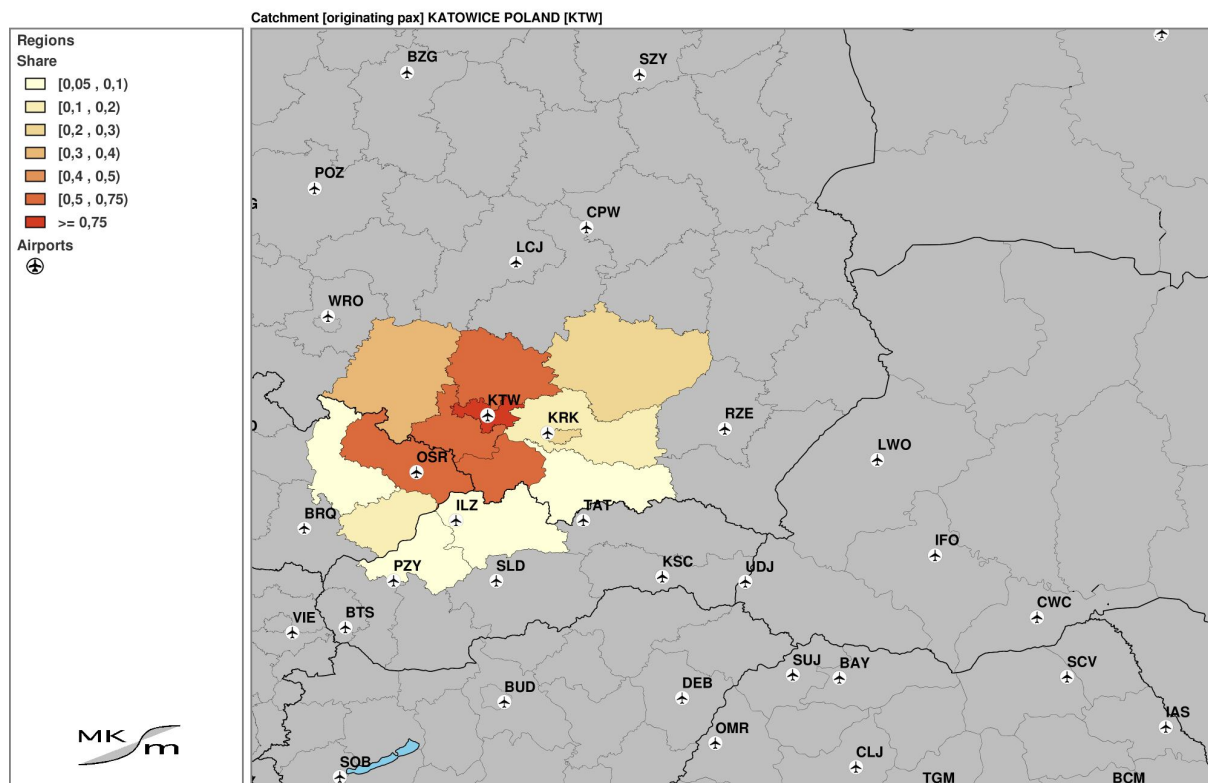 Catchment [originating pax] KATOWICE POLAND [KTW]
Regions
Share
[0,05 , 0,1)
[0,1 , 0,2)
[0,2 , 0,3)
[0,3 , 0,4)
[0,4 , 0,5)
[0,5 , 0,75)
>= 0,75
Airports
MK
m
BZG
SZY
POZ
CPW
LCJ
WRO
KTW
KRK
RZE
LWO
OSR
BRQ
ILZ
TAT
IFO
PZY
SLD
KSC
UDJ
CWC
VIE
BTS
SUJ
BAY
SCV
BUD
DEB
OMR
IAS
SOB
CLJ
TGM
BCM